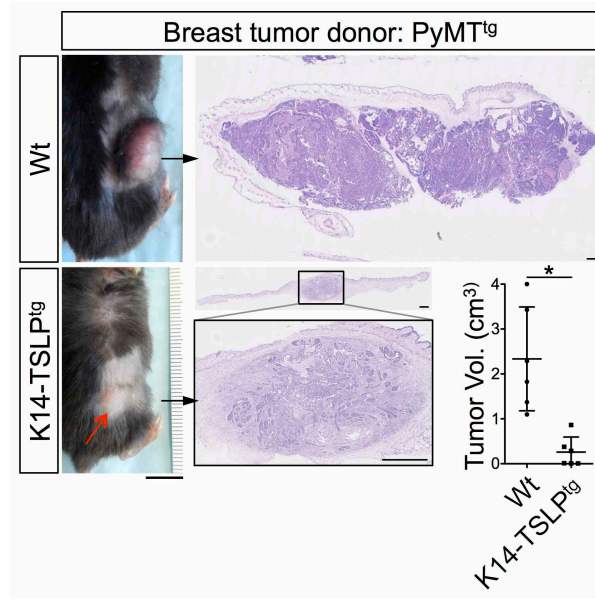 Breast tumor donor: PyMTtg
Wt
K14-TSLPtg
*
Tumor Vol. (cm3)
4
3
2
1
0
Wt
K14-TSLPtg